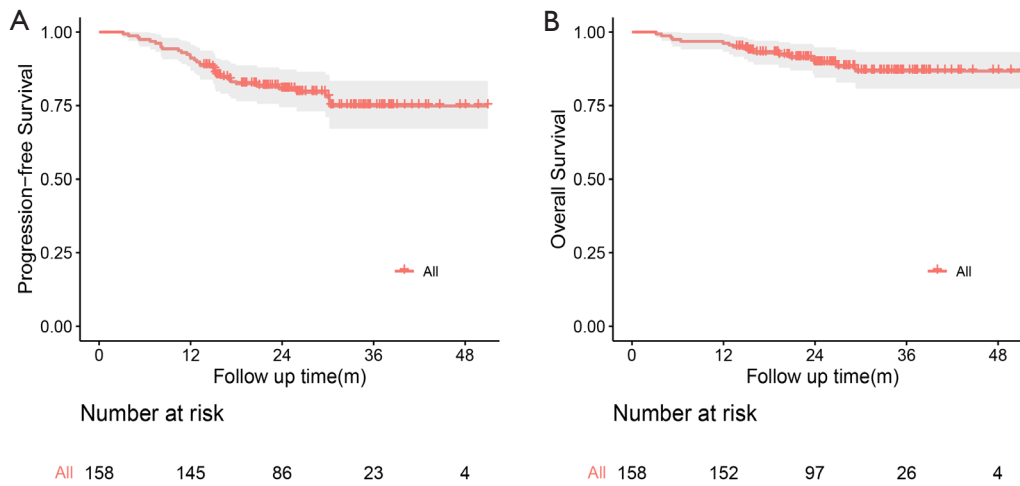 A
Progression-free Survival
1.00
0.75
0.50
0.25
0.00
All
0 12 24 36 48
Follow up time(m)
Number at risk
All 158 145 86 23 4
B
Overall Survival
1.00
0.75
0.50
0.25
0.00
All
0 12 24 36 48
Follow up time(m)
Number at risk
All 158 152 97 26 4